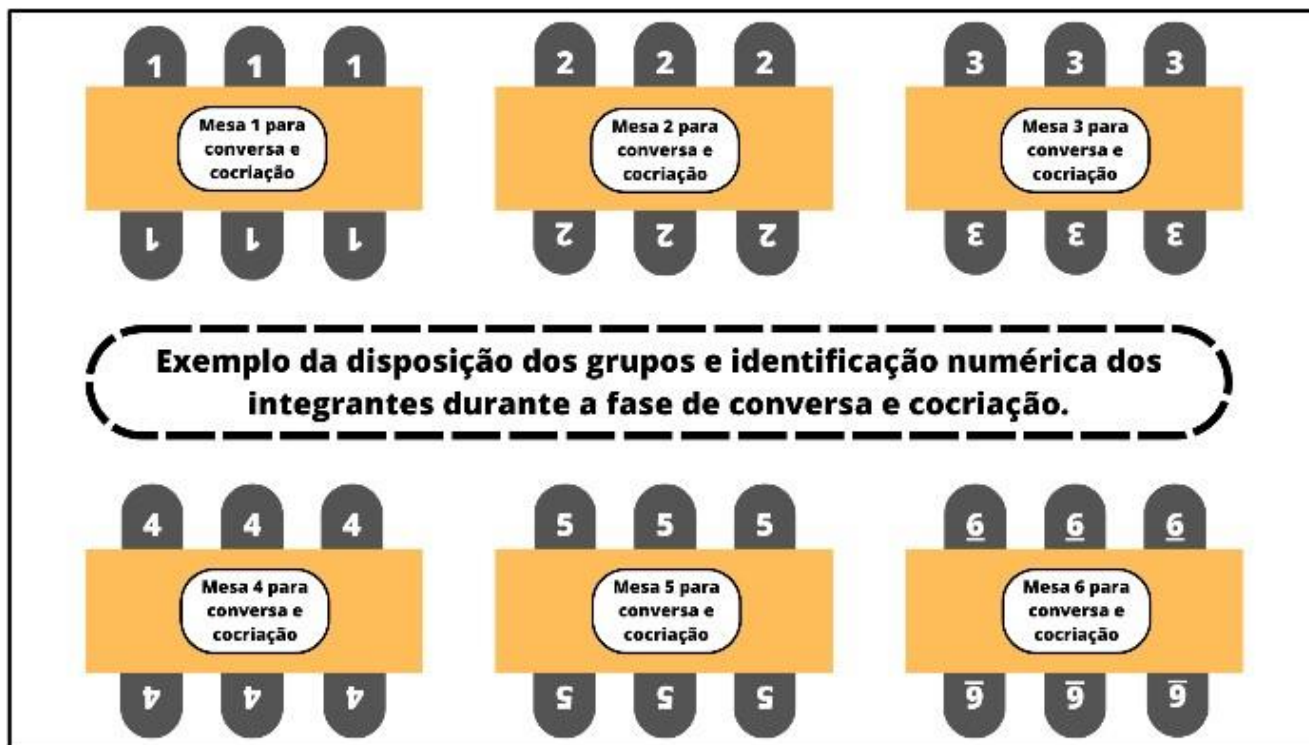 1 1 1
Mesa 1 para
conversa e
cocriação
1 1 1
2 2 2
Mesa 2 para
conversa e
cocriação
2 2 2
3 3 3
Mesa 3 para
conversa e
cocriação
3 3 3
Exemplo da disposição dos grupos e identificação numérica dos
integrantes durante a fase de conversa e cocriação.
4 4 4
Mesa 4 para
conversa e
cocriação
4 4 4
5 5 5
Mesa 5 para
conversa e
cocriação
5 5 5
6 6 6
Mesa 6 para
conversa e
cocriação
6 6 6